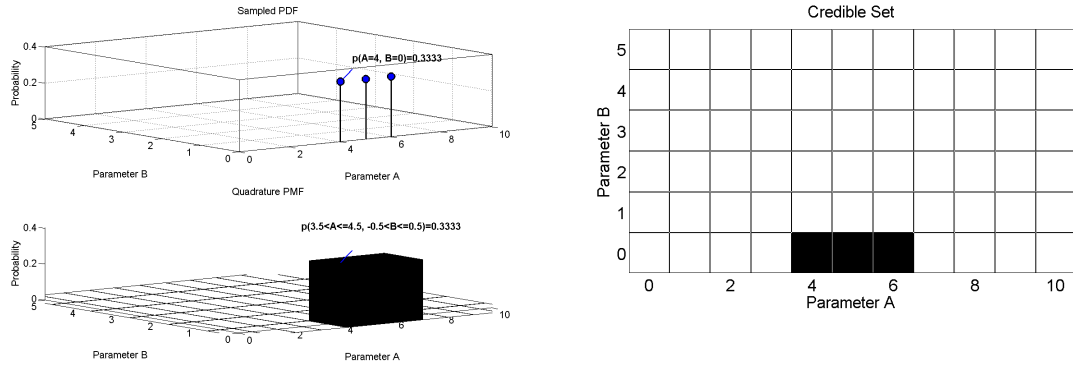 Sampled PDF
p(A=4, B=0)=0.3333
Probability
0.4
0.2
0
5
4
3
2
1
0
0
2
4
6
8
10
Parameter B
Parameter A
Quadrature PMF
p(3.5<A<=4.5, -0.5<B<=0.5)=0.3333
Probability
0.4
0.2
0
5
4
3
2
1
0
0
2
4
6
8
10
Parameter B
Parameter A
Credible Set
Parameter B
5
4
3
2
1
0
0 2 4 6 8 10
Parameter A